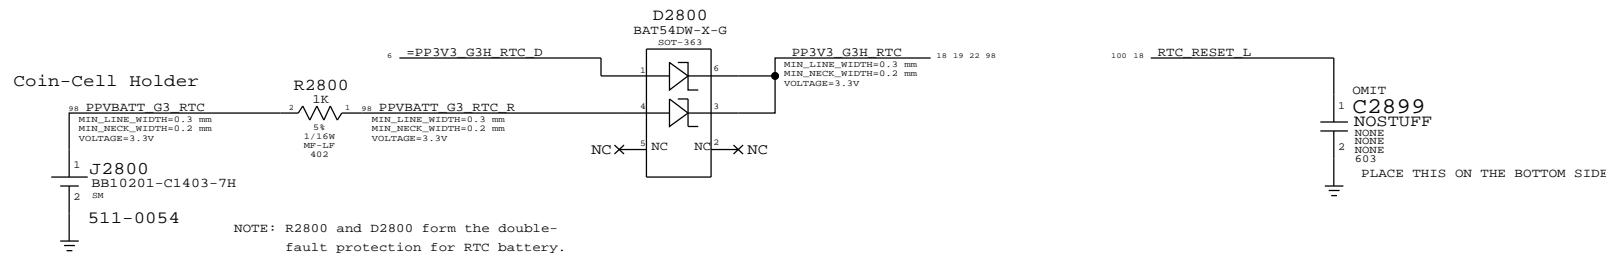 D2800
BAT54DW-X-G
SOT-363
6 =PP3V3_G3H_RTC_D
PP3V3_G3H_RTC 18 19 22 98
MIN_LINE_WIDTH=0.3 mm
MIN_NECK_WIDTH=0.2 mm
VOLTAGE=3.3V
100 18 RTC_RESET_L
1 6
Coin-Cell Holder
R2800
1K
98 PPVBATT_G3_RTC
MIN_LINE_WIDTH=0.3 mm
MIN_NECK_WIDTH=0.2 mm
VOLTAGE=3.3V
2 1
5%
1/16W
MF-LF
402
98 PPVBATT_G3_RTC_R
MIN_LINE_WIDTH=0.3 mm
MIN_NECK_WIDTH=0.2 mm
VOLTAGE=3.3V
4 3
NC 5 NC NC 2 NC
OMIT
1 C2899
NOSTUFF
NONE
NONE
NONE
2 603
PLACE THIS ON THE BOTTOM SIDE
1 J2800
BB10201-C1403-7H
2 SM
511-0054
NOTE: R2800 and D2800 form the double-
fault protection for RTC battery.